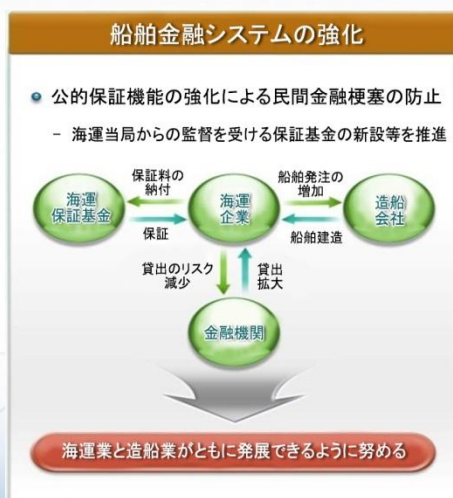 船舶金融システムの強化
公的保証機能の強化による民間金融梗塞の防止
- 海運当局からの監督を受ける保証基金の新設等を推進
海運
保証基金
保証料の
納付
保証
海運
企業
船舶発注の
増加
船舶建造
造船
会社
貸出のリスク
減少
貸出
拡大
金融機関
海運業と造船業がともに発展できるように努める